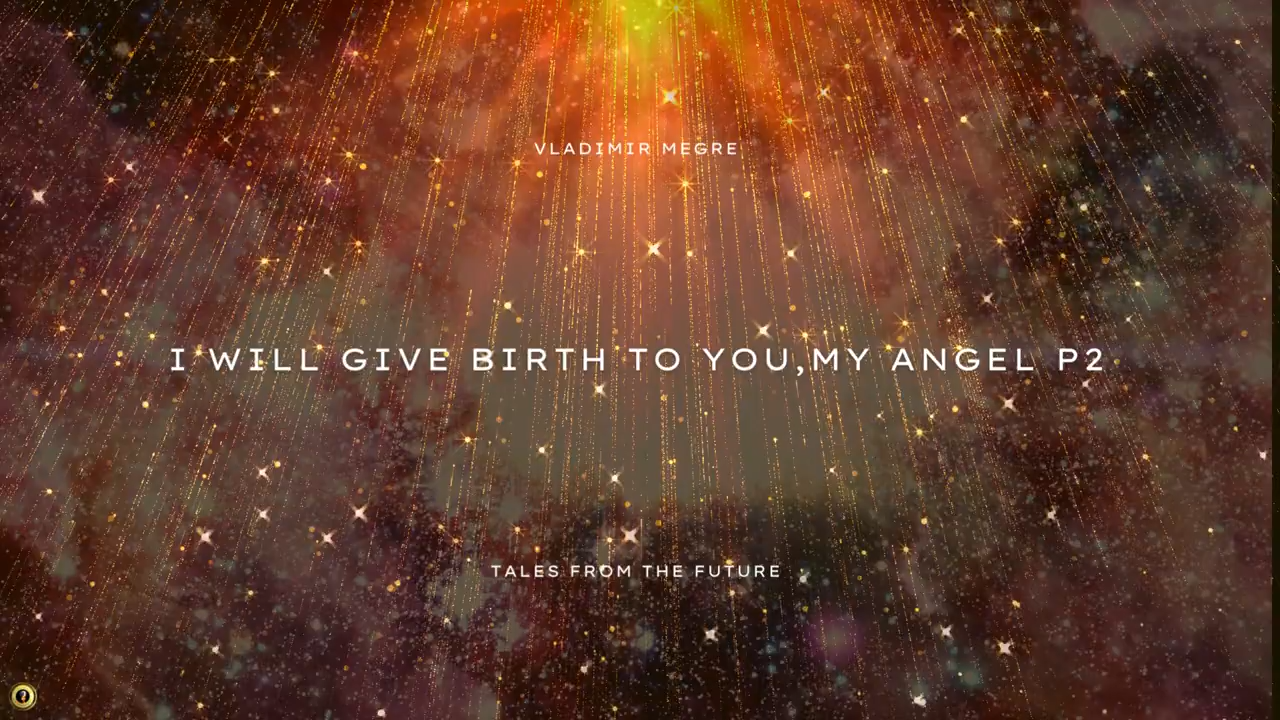 VLADIMIR MEGRE
I WILL GIVE BIRTH TO YOU,MY ANGEL P2
TALES FROM THE FUTURE